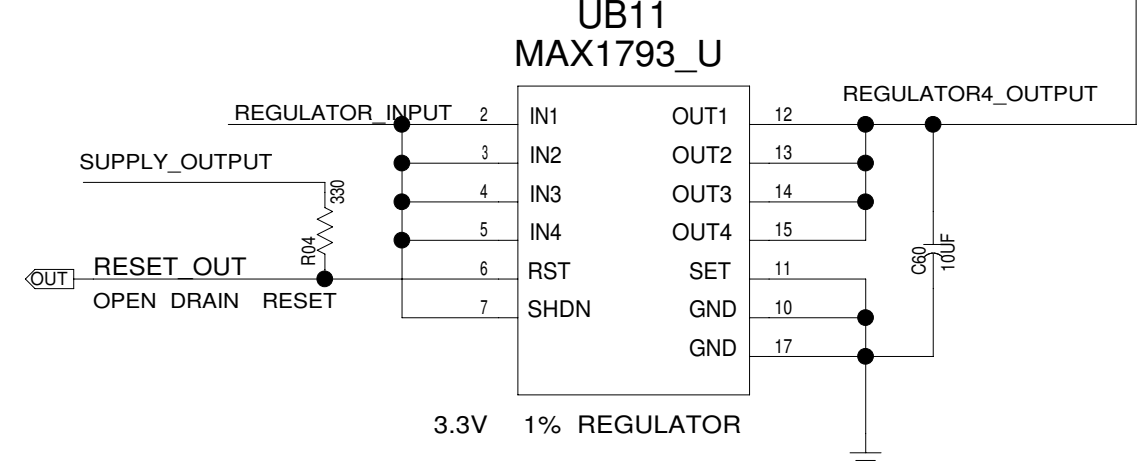 UB11
MAX1793_U
REGULATOR_INPUT 2 IN1 OUT1 12 REGULATOR4_OUTPUT
SUPPLY_OUTPUT 3 IN2 OUT2 13
330
R04
4 IN3 OUT3 14
5 IN4 OUT4 15
C60
10UF
OUT RESET_OUT 6 RST SET 11
OPEN DRAIN RESET 7 SHDN GND 10
GND 17
3.3V 1% REGULATOR